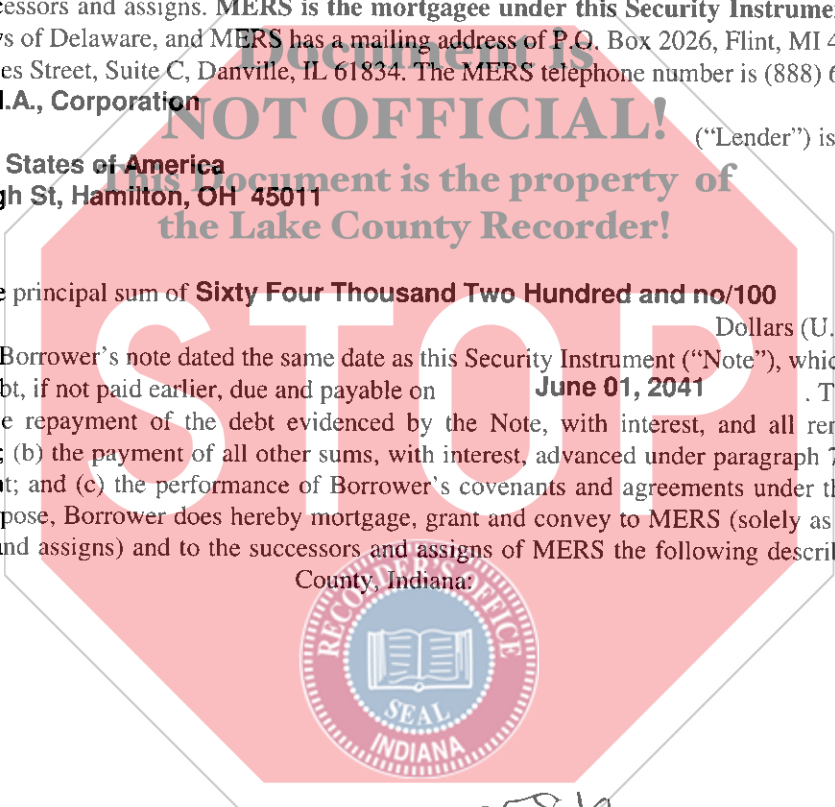 cessors and assigns. MERS is the mortgagee under this Security Instrume
s of Delaware, and MERS has a mailing address of P.O. Box 2026, Flint, MI 4
es Street, Suite C, Danville, IL 61834. The MERS telephone number is (888) 6
.A., Corporation
("Lender") is
States of America
gh St, Hamilton, OH 45011
Document is
NOT OFFICIAL!
This Document is the property of
the Lake County Recorder!
e principal sum of Sixty Four Thousand Two Hundred and no/100
Dollars (U.
Borrower's note dated the same date as this Security Instrument ("Note"), whic
bt, if not paid earlier, due and payable on June 01, 2041 . T
e repayment of the debt evidenced by the Note, with interest, and all ren
; (b) the payment of all other sums, with interest, advanced under paragraph 7
t; and (c) the performance of Borrower's covenants and agreements under th
pose, Borrower does hereby mortgage, grant and convey to MERS (solely as
nd assigns) and to the successors and assigns of MERS the following describ
County, Indiana:
STOP
RECORDER'S OFFICE
SEAL
INDIANA